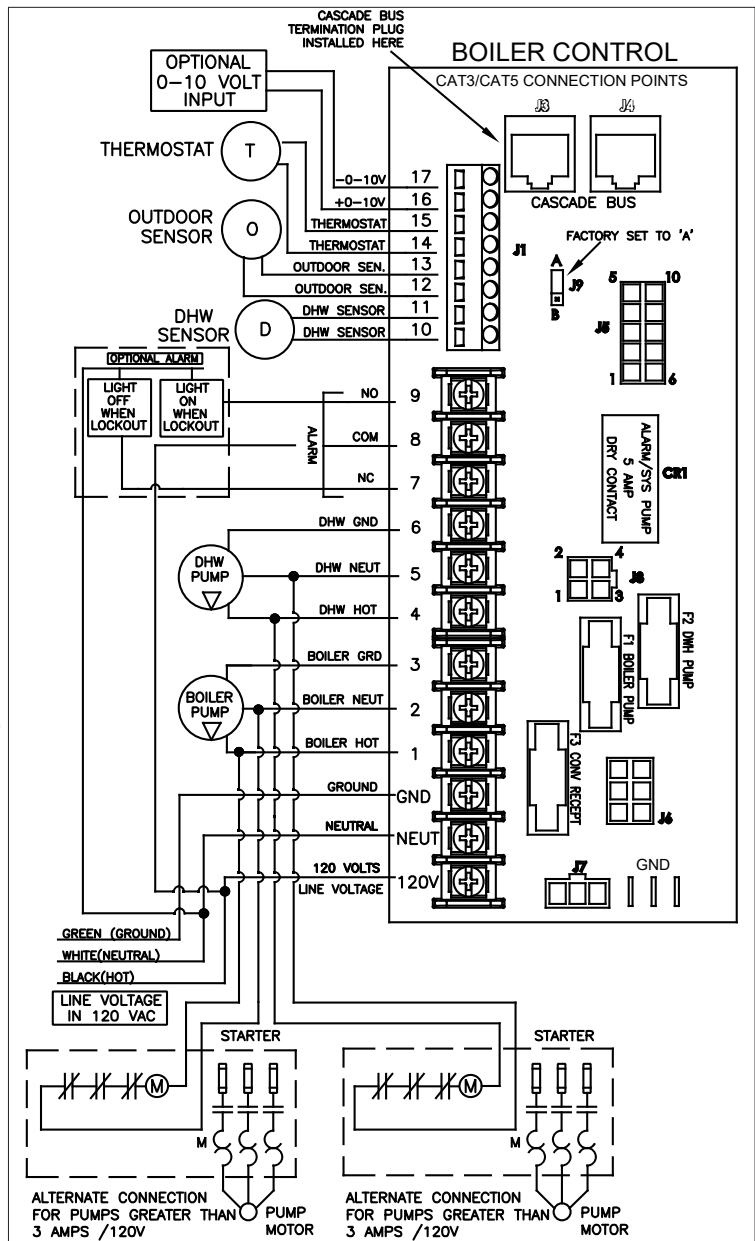 CASCADE BUS
TERMINATION PLUG
INSTALLED HERE
BOILER CONTROL
CAT3/CAT5 CONNECTION POINTS
OPTIONAL
0-10 VOLT
INPUT
J3
J4
CASCADE BUS
THERMOSTAT
T
OUTDOOR
SENSOR
O
DHW
SENSOR
D
-0-10V 17
+0-10V 16
THERMOSTAT 15
THERMOSTAT 14
OUTDOOR SEN. 13
OUTDOOR SEN. 12
DHW SENSOR 11
DHW SENSOR 10
J1
FACTORY SET TO 'A'
A
J9
B
5 10
J5
1 6
OPTIONAL ALARM
LIGHT
OFF
WHEN
LOCKOUT
LIGHT
ON
WHEN
LOCKOUT
ALARM
NO 9
COM 8
NC 7
ALARM/SYS PUMP
5 AMP
DRY CONTACT
CR1
DHW
PUMP
DHW GND 6
DHW NEUT 5
DHW HOT 4
2 4
J8
1 3
F2 DWH PUMP
F1 BOILER PUMP
F3 CONV RECEPT
BOILER
PUMP
BOILER GRD 3
BOILER NEUT 2
BOILER HOT 1
GROUND GND
NEUTRAL NEUT
120 VOLTS 120V
LINE VOLTAGE
J6
J7
GND
GREEN (GROUND)
WHITE(NEUTRAL)
BLACK(HOT)
LINE VOLTAGE
IN 120 VAC
STARTER
M
M
ALTERNATE CONNECTION
FOR PUMPS GREATER THAN
3 AMPS /120V
PUMP
MOTOR
STARTER
M
M
ALTERNATE CONNECTION
FOR PUMPS GREATER THAN
3 AMPS /120V
PUMP
MOTOR